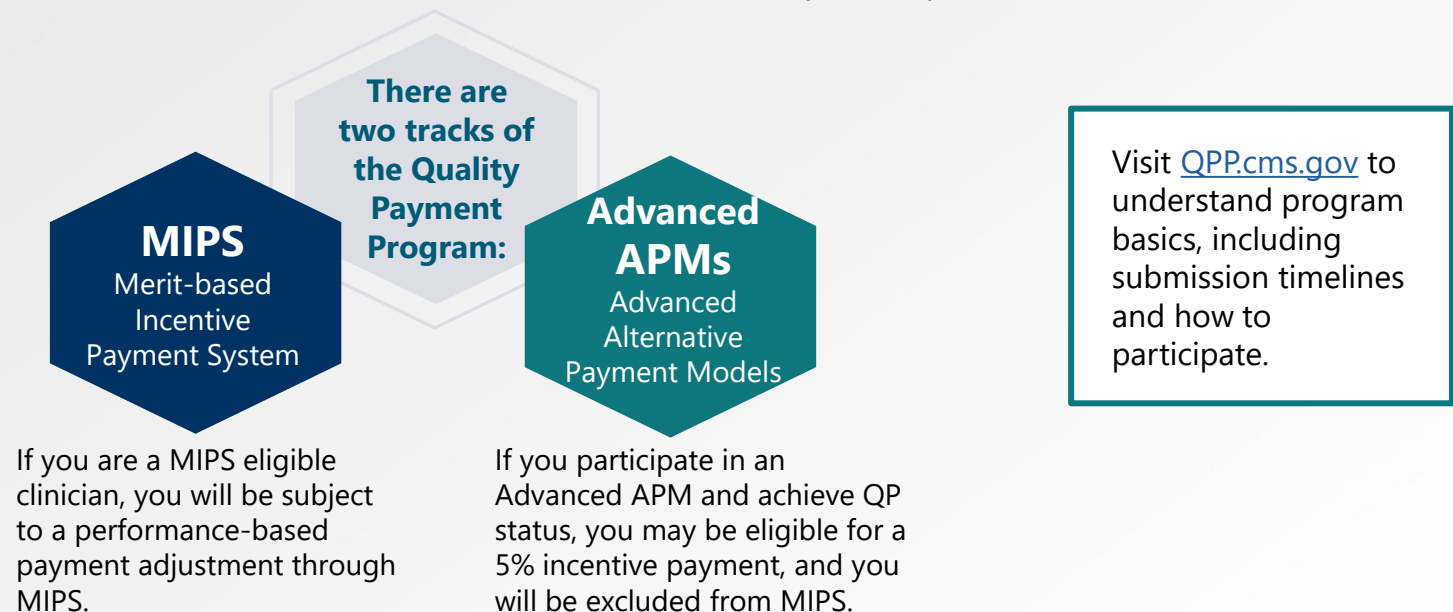 There are
two tracks of
the Quality
Payment
Program:
MIPS
Merit-based
Incentive
Payment System
Advanced
APMs
Advanced
Alternative
Payment Models
If you are a MIPS eligible
clinician, you will be subject
to a performance-based
payment adjustment through
MIPS.
If you participate in an
Advanced APM and achieve QP
status, you may be eligible for a
5% incentive payment, and you
will be excluded from MIPS.
Visit QPP.cms.gov to
understand program
basics, including
submission timelines
and how to
participate.